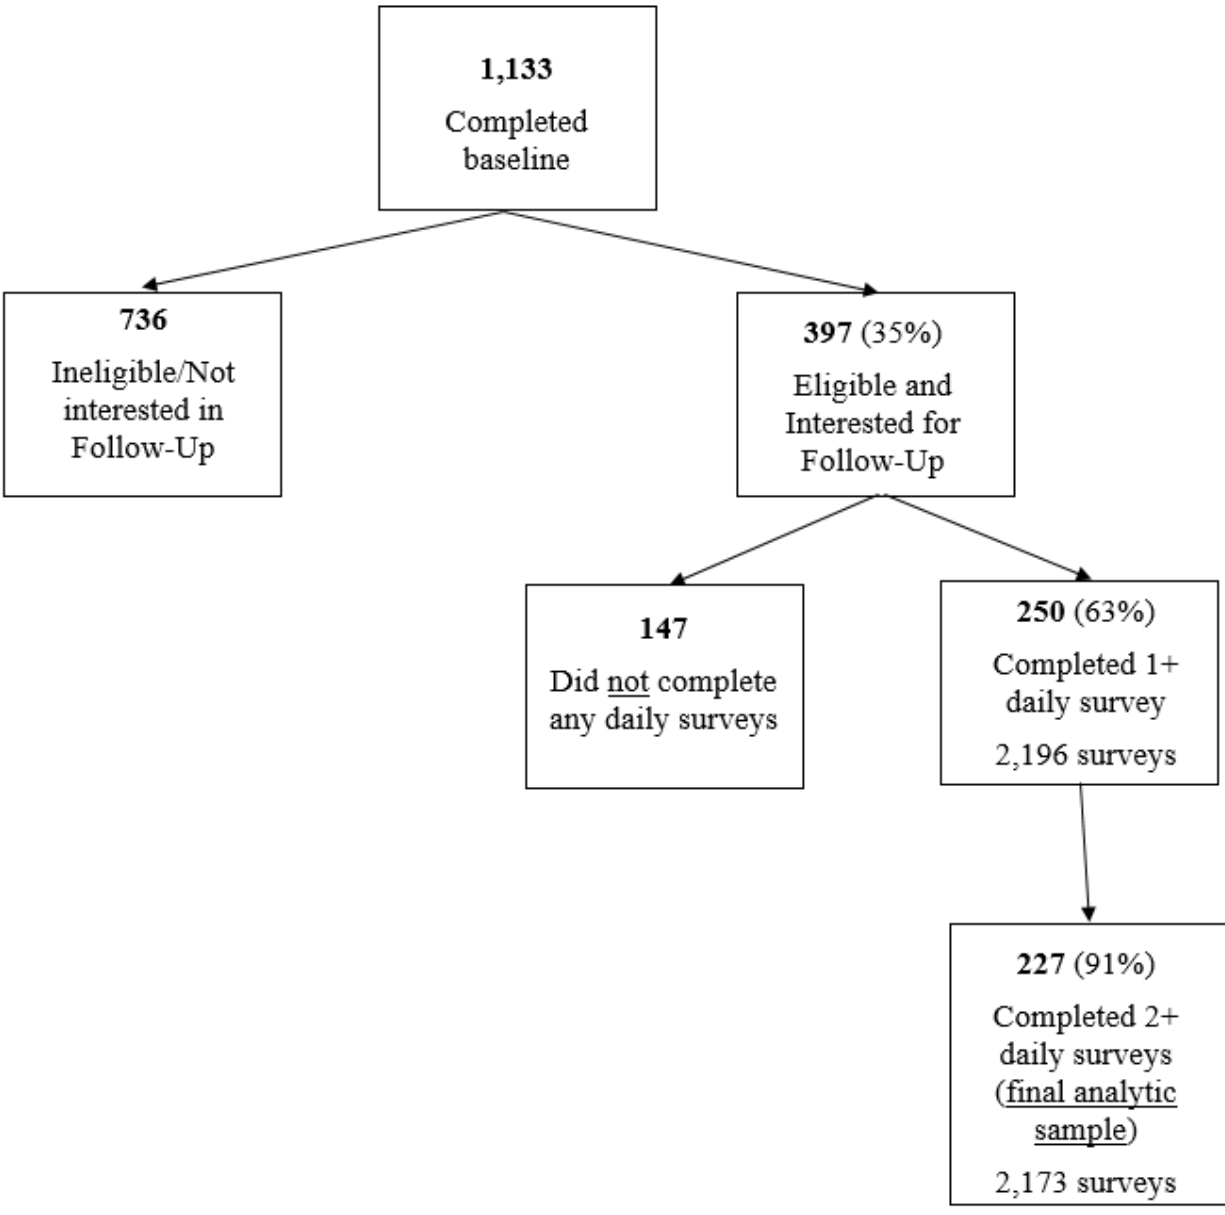 1,133
Completed
baseline
736
Ineligible/Not
interested in
Follow-Up
397 (35%)
Eligible and
Interested for
Follow-Up
147
Did not complete
any daily surveys
250 (63%)
Completed 1+
daily survey
2,196 surveys
227 (91%)
Completed 2+
daily surveys
(final analytic
sample)
2,173 surveys